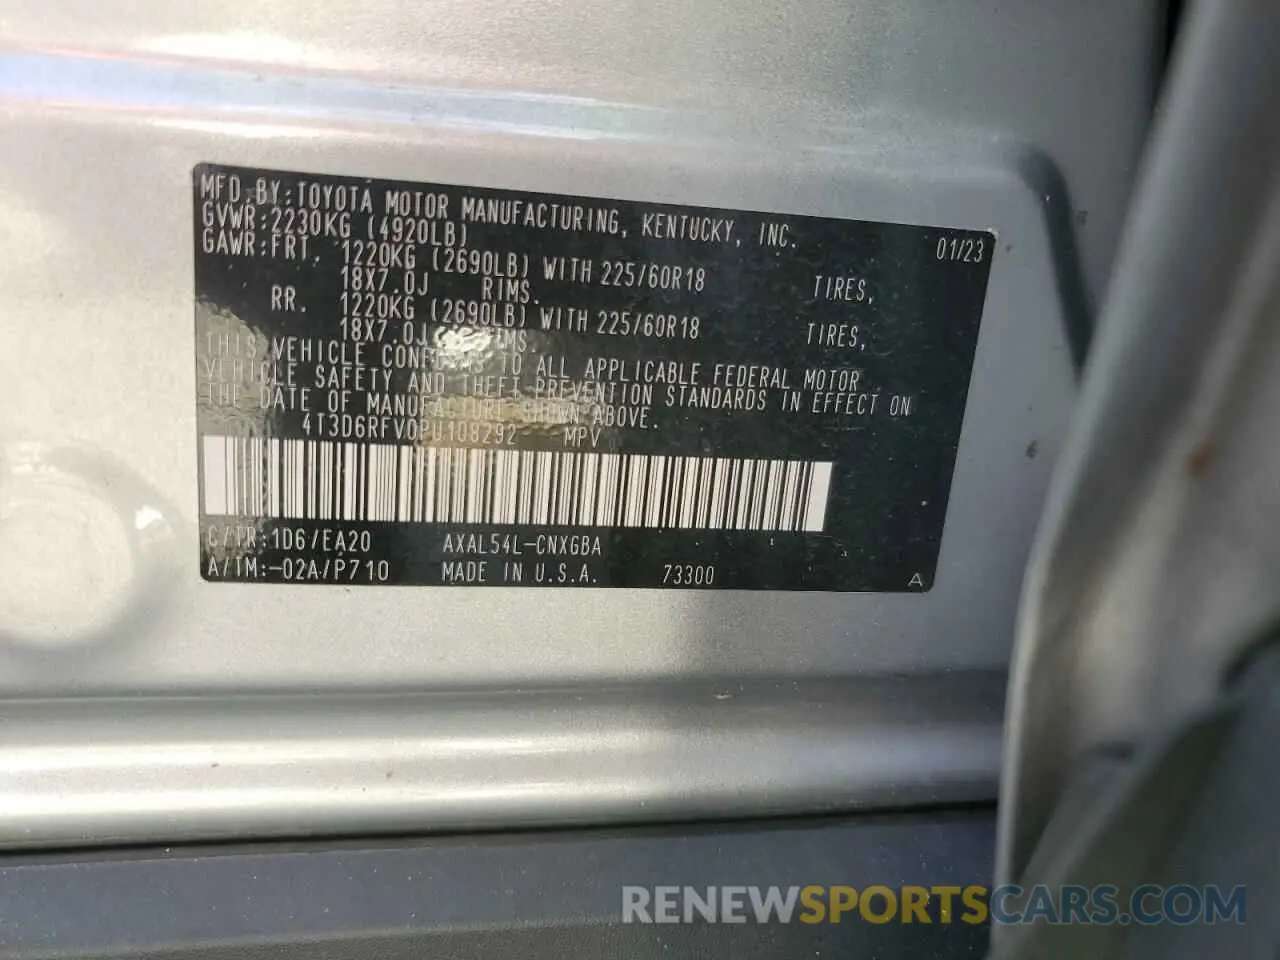 MFD. BY: TOYOTA MOTOR MANUFACTURING, KENTUCKY, INC.
GVWR: 2230KG (4920LB) 01/23
GAWR: FRT. 1220KG (2690LB) WITH 225/60R18 TIRES,
18X7.0J RIMS.
RR. 1220KG (2690LB) WITH 225/60R18 TIRES,
18X7.0J RIMS.
THIS VEHICLE CONFORMS TO ALL APPLICABLE FEDERAL MOTOR
VEHICLE SAFETY AND THEFT PREVENTION STANDARDS IN EFFECT ON
THE DATE OF MANUFACTURE SHOWN ABOVE.
4T3D6RFV0PU108292 MPV
C/TR: 1D6/EA20 AXAL54L-CNXGBA
A/TM: -02A/P710 MADE IN U.S.A. 73300 A
RENEWSPORTSCARS.COM